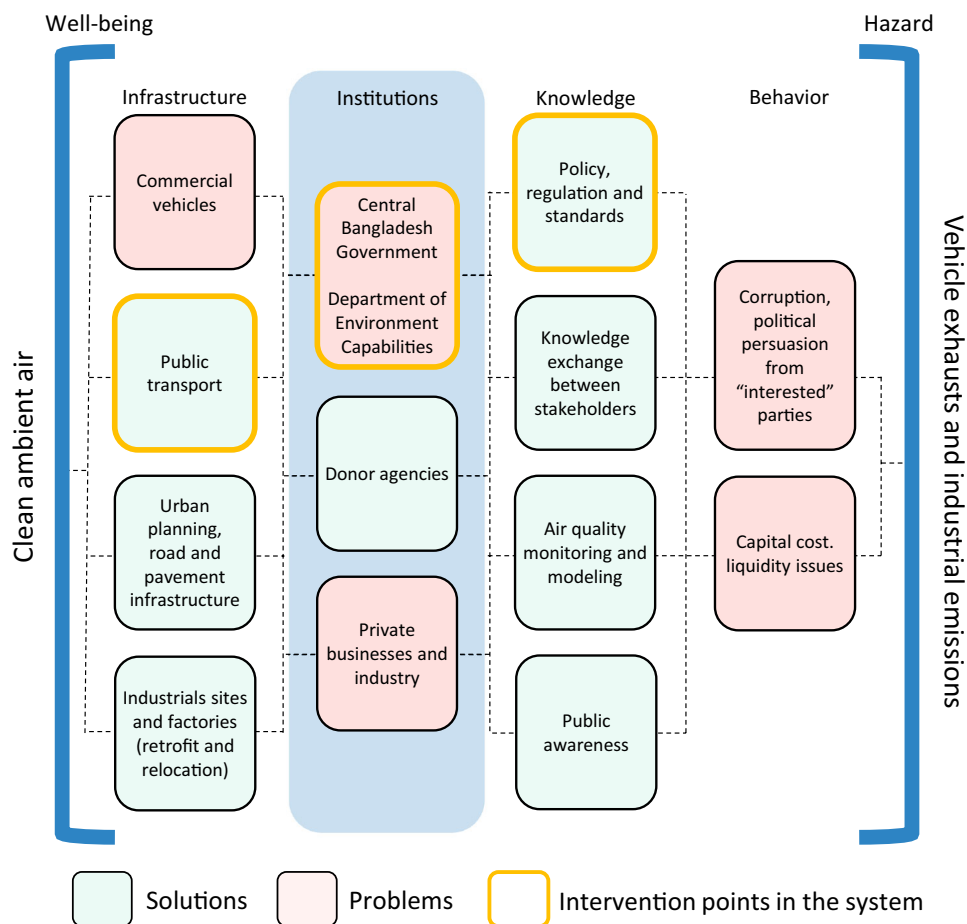 Well-being
Hazard
Infrastructure
Institutions
Knowledge
Behavior
Clean ambient air
Commercial
vehicles
Public
transport
Urban
planning,
road and
pavement
infrastructure
Industrials sites
and factories
(retrofit and
relocation)
Central
Bangladesh
Government
Department of
Environment
Capabilities
Donor agencies
Private
businesses and
industry
Policy,
regulation and
standards
Knowledge
exchange
between
stakeholders
Air quality
monitoring and
modeling
Public
awareness
Corruption,
political
persuasion
from
“interested”
parties
Capital cost.
liquidity issues
Vehicle exhausts and industrial emissions
Solutions
Problems
Intervention points in the system